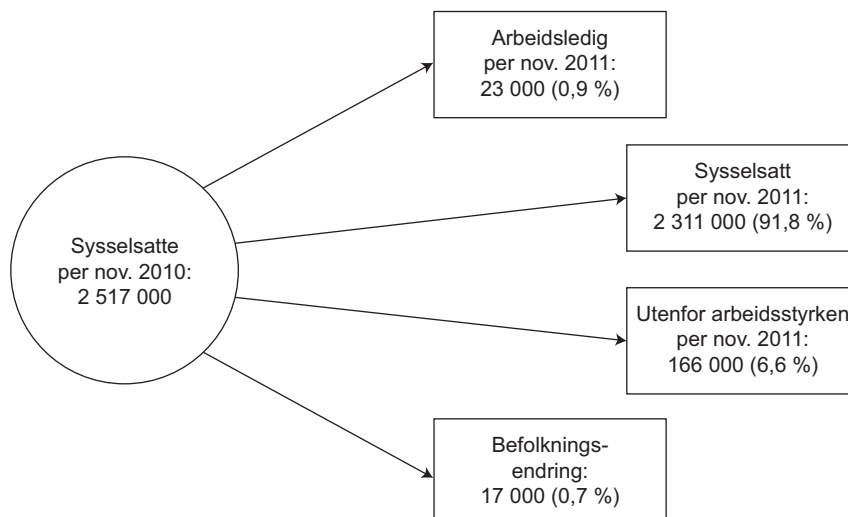 Arbeidsledig
per nov. 2011:
23 000 (0,9 %)
Sysselsatt
per nov. 2011:
2 311 000 (91,8 %)
Sysselsatte
per nov. 2010:
2 517 000
Utenfor arbeidsstyrken
per nov. 2011:
166 000 (6,6 %)
Befolknings-
endring:
17 000 (0,7 %)